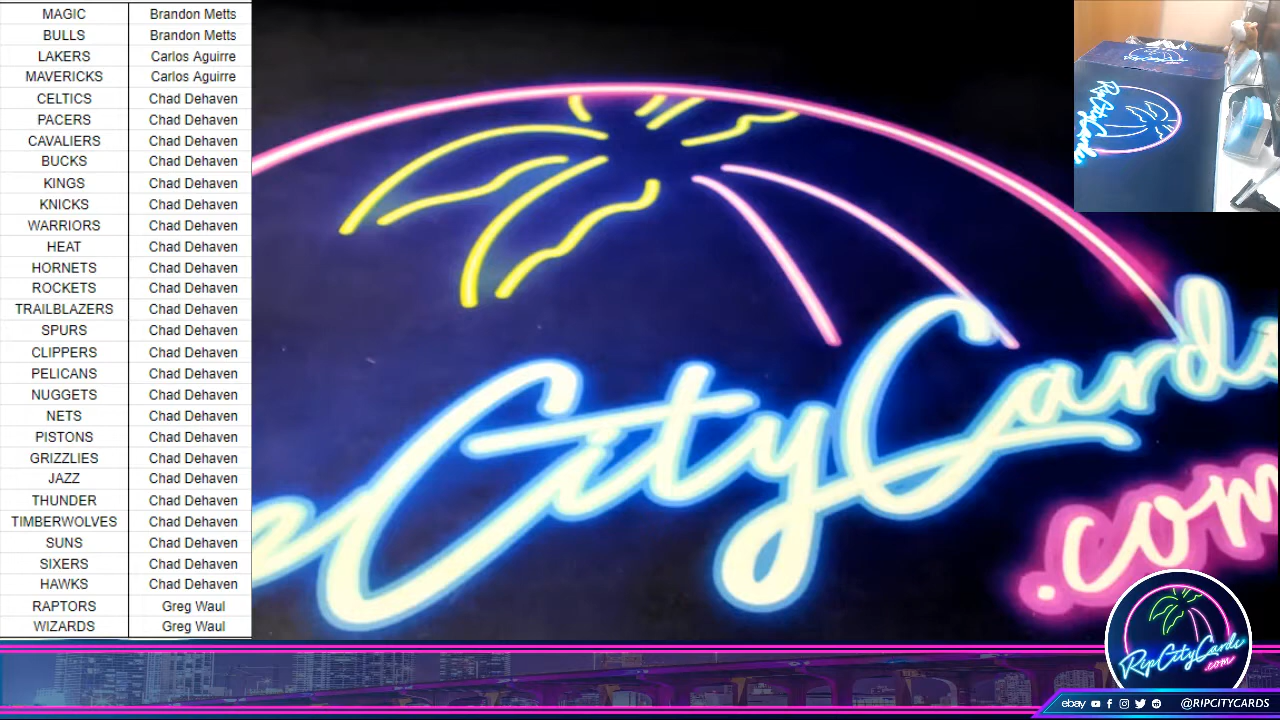 MAGIC Brandon Metts
BULLS Brandon Metts
LAKERS Carlos Aguirre
MAVERICKS Carlos Aguirre
CELTICS Chad Dehaven
PACERS Chad Dehaven
CAVALIERS Chad Dehaven
BUCKS Chad Dehaven
KINGS Chad Dehaven
KNICKS Chad Dehaven
WARRIORS Chad Dehaven
HEAT Chad Dehaven
HORNETS Chad Dehaven
ROCKETS Chad Dehaven
TRAILBLAZERS Chad Dehaven
SPURS Chad Dehaven
CLIPPERS Chad Dehaven
PELICANS Chad Dehaven
NUGGETS Chad Dehaven
NETS Chad Dehaven
PISTONS Chad Dehaven
GRIZZLIES Chad Dehaven
JAZZ Chad Dehaven
THUNDER Chad Dehaven
TIMBERWOLVES Chad Dehaven
SUNS Chad Dehaven
SIXERS Chad Dehaven
HAWKS Chad Dehaven
RAPTORS Greg Waul
WIZARDS Greg Waul
RipCityCards
pCityCards
.com
RipCityCards
.com
ebay @RIPCITYCARDS